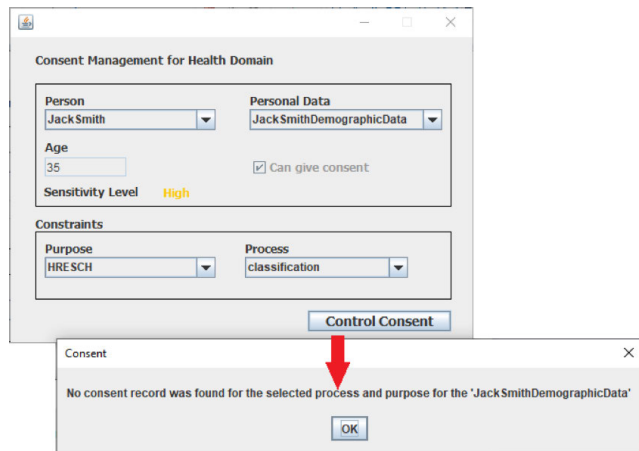 Consent Management for Health Domain
Person
Personal Data
JackSmith
JackSmithDemographicData
Age
35
Can give consent
Sensitivity Level High
Constraints
Purpose
Process
HRESCH
classification
Control Consent
Consent
No consent record was found for the selected process and purpose for the 'JackSmithDemographicData'
OK